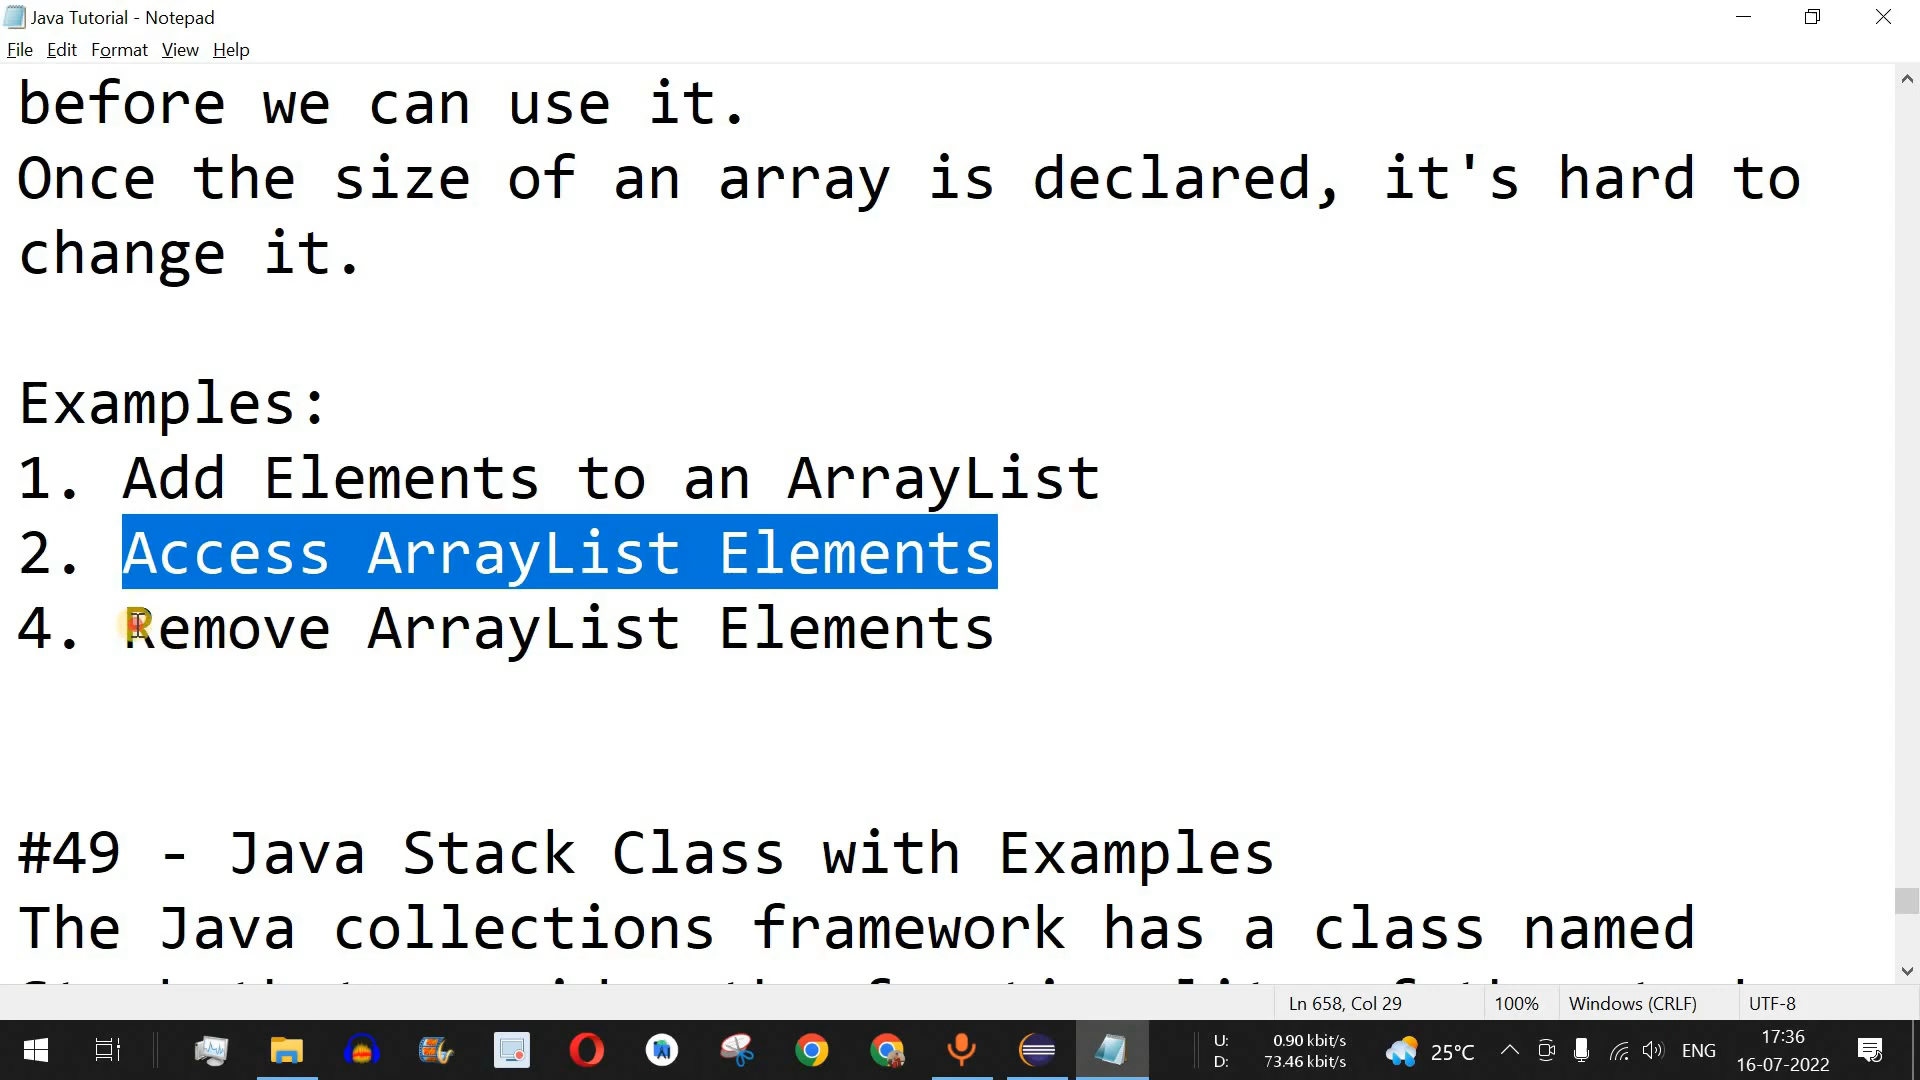 Java Tutorial - Notepad
File Edit Format View Help
before we can use it.
Once the size of an array is declared, it's hard to
change it.
Examples:
1. Add Elements to an ArrayList
2. Access ArrayList Elements
4. Remove ArrayList Elements
#49 - Java Stack Class with Examples
The Java collections framework has a class named
Ln 658, Col 29 100% Windows (CRLF) UTF-8
U: 0.90 kbit/s
D: 73.46 kbit/s
25°C
ENG
17:36
16-07-2022